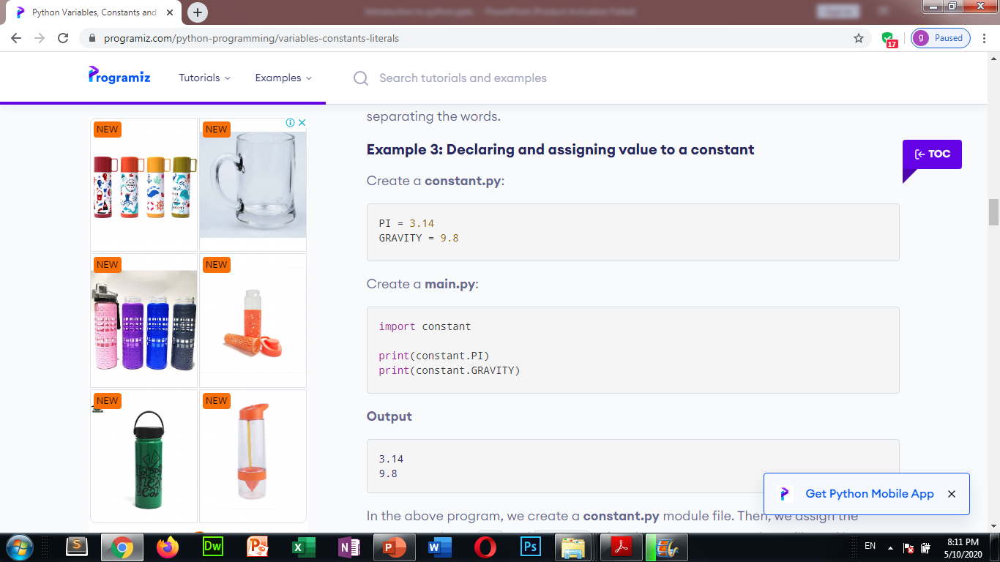 Python Variables, Constants and
programiz.com/python-programming/variables-constants-literals
17
g Paused
Programiz
Tutorials
Examples
Search tutorials and examples
NEW
NEW
NEW
NEW
NEW
NEW
separating the words.
Example 3: Declaring and assigning value to a constant
TOC
Create a constant.py:
PI = 3.14
GRAVITY = 9.8
Create a main.py:
import constant
print(constant.PI)
print(constant.GRAVITY)
Output
3.14
9.8
Get Python Mobile App
In the above program, we create a constant.py module file. Then, we assign the
S
Dw
P
X
N
P
W
Ps
EN
8:11 PM
5/10/2020